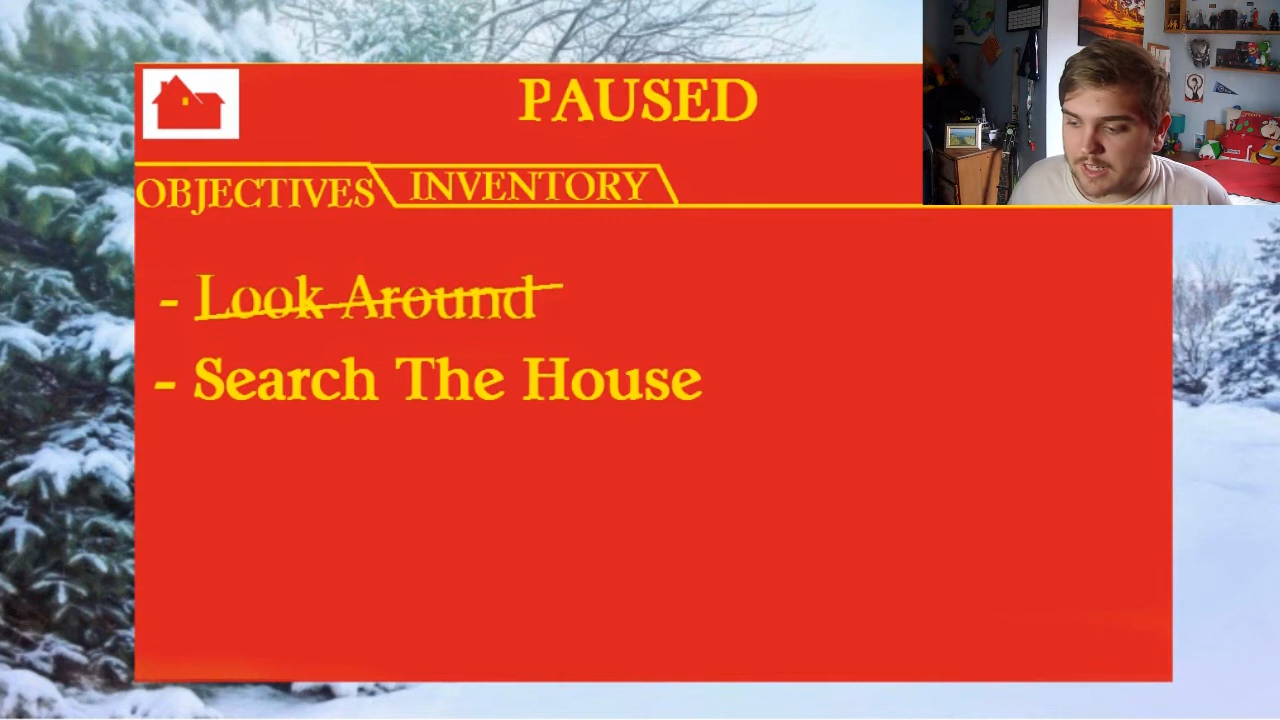 PAUSED
OBJECTIVES INVENTORY
- Look Around
- Search The House